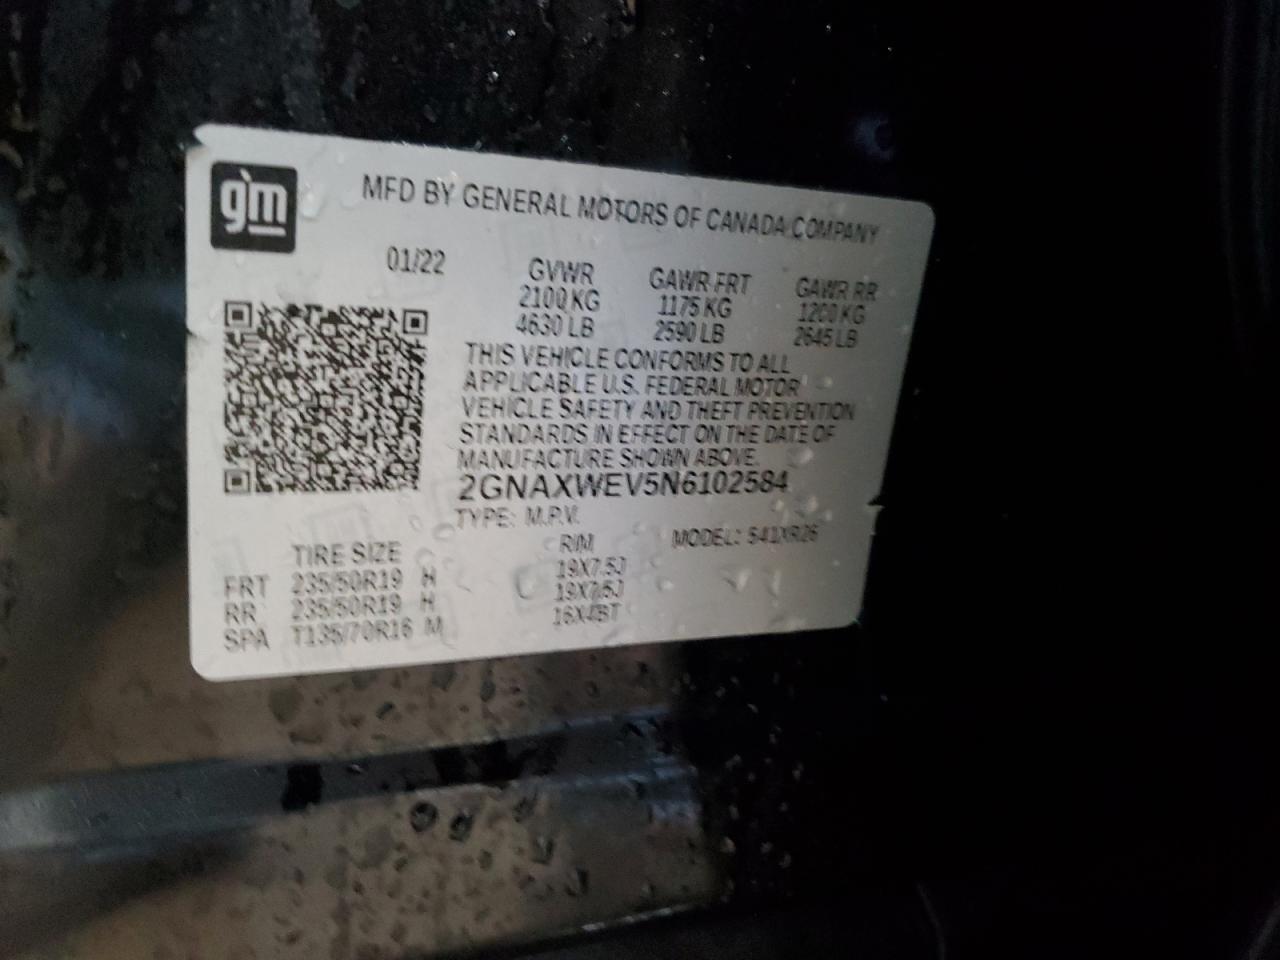 gm
MFD BY GENERAL MOTORS OF CANADA COMPANY
01/22 GVWR GAWR FRT GAWR RR
2100 KG 1175 KG 1200 KG
4630 LB 2590 LB 2645 LB
THIS VEHICLE CONFORMS TO ALL
APPLICABLE U.S. FEDERAL MOTOR
VEHICLE SAFETY AND THEFT PREVENTION
STANDARDS IN EFFECT ON THE DATE OF
MANUFACTURE SHOWN ABOVE.
2GNAXWEV5N6102584
TYPE: M.P.V. MODEL:
TIRE SIZE RIM
FRT 235/50R19 H 19X7.5J
RR 235/50R19 H 19X7.5J
SPA T135/70R16 M 16X4BT